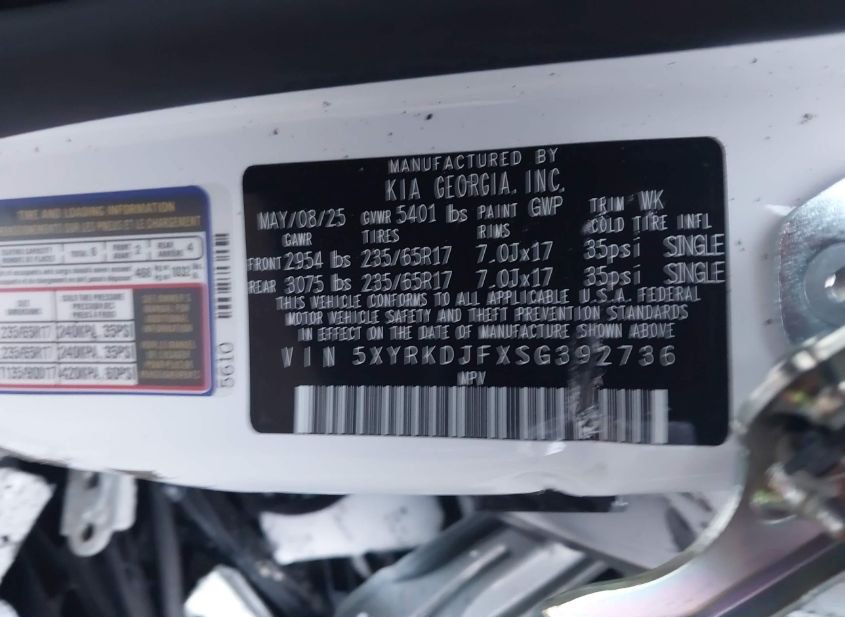 MANUFACTURED BY
KIA GEORGIA. INC.
MAY/08/25 GVWR 5401 lbs PAINT GWP TRIM WK
GAWR TIRES RIMS COLD TIRE INFL
FRONT 2954 lbs 235/65R17 7.0Jx17 35psi SINGLE
REAR 3075 lbs 235/65R17 7.0Jx17 35psi SINGLE
THIS VEHICLE CONFORMS TO ALL APPLICABLE U.S.A. FEDERAL
MOTOR VEHICLE SAFETY AND THEFT PREVENTION STANDARDS
IN EFFECT ON THE DATE OF MANUFACTURE SHOWN ABOVE
VIN 5XYRKDJFXSG392736
MPV
TIRE AND LOADING INFORMATION
235/65R17 240KPA, 35PSI
235/65R17 240KPA, 35PSI
420KPA, 60PSI
5610